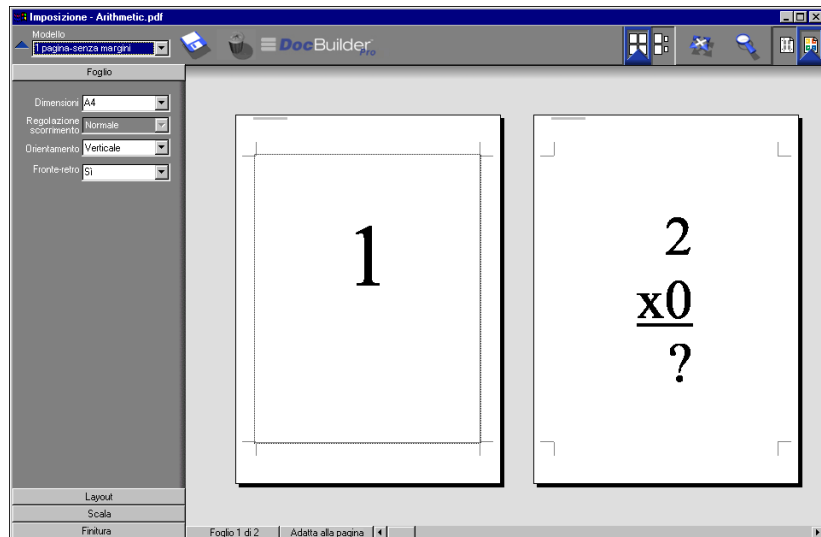 Imposizione - Arithmetic.pdf
Modello
1 pagina-senza margini
DocBuilder Pro
Foglio
Dimensioni A4
Regolazione scorrimento Normale
Orientamento Verticale
Fronte-retro Sì
1
2
x0
?
Layout
Scala
Finitura
Foglio 1 di 2
Adatta alla pagina